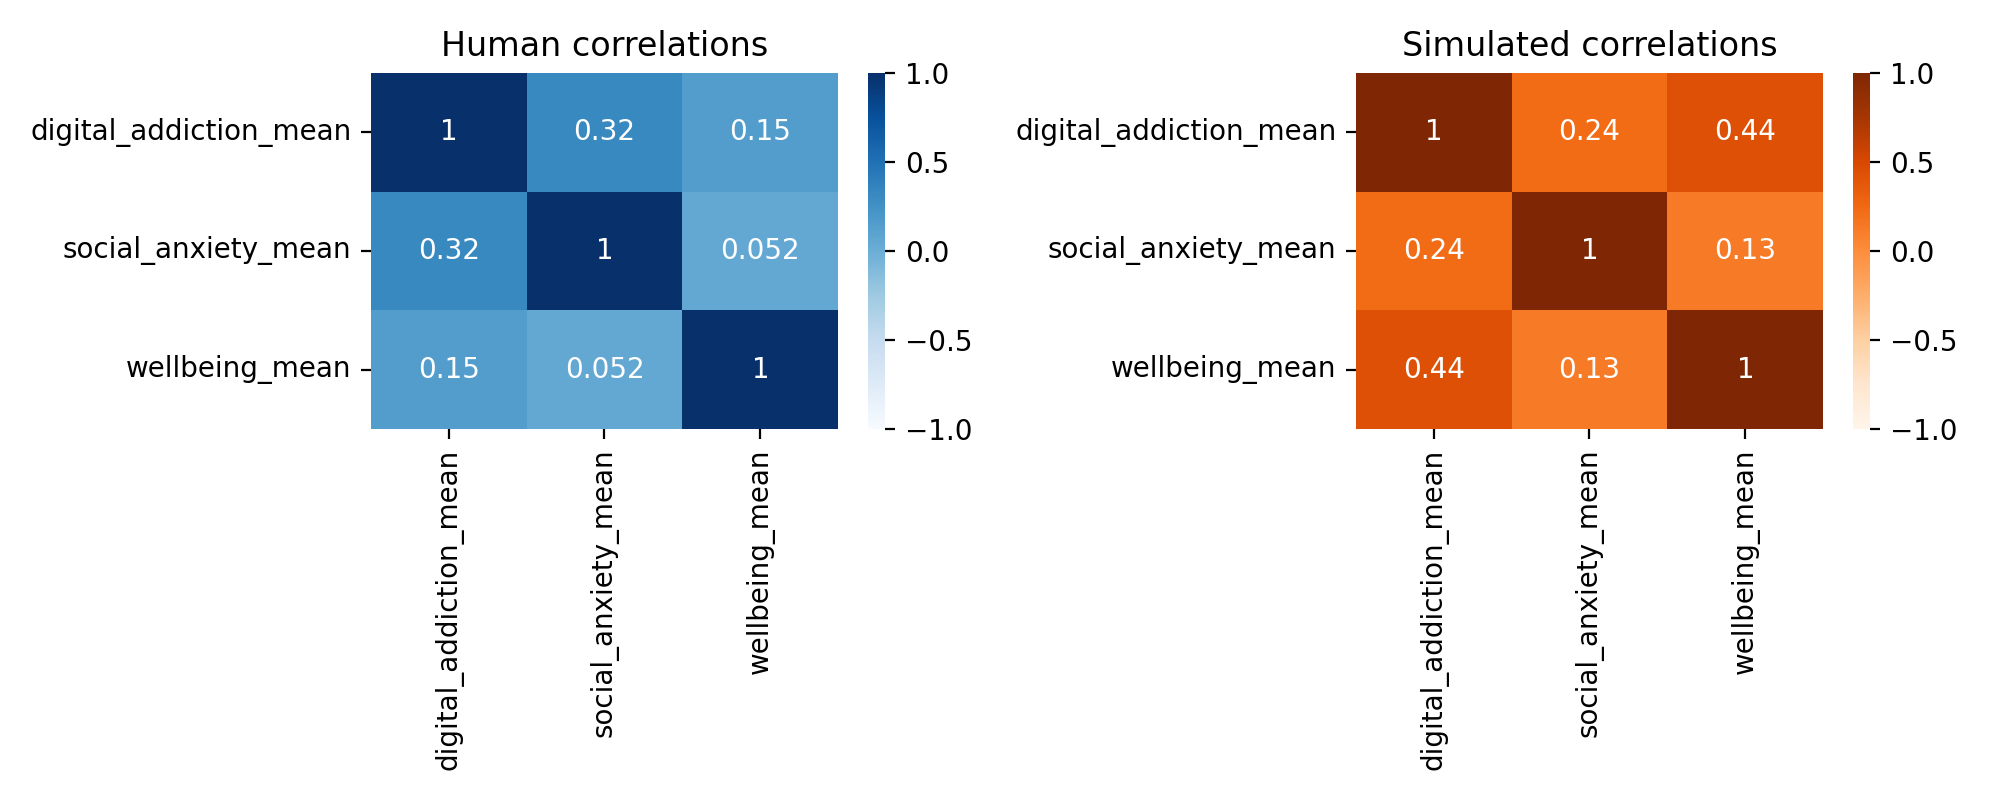 Human correlations
digital_addiction_mean
social_anxiety_mean
wellbeing_mean
1 0.32 0.15
0.32 1 0.052
0.15 0.052 1
digital_addiction_mean
social_anxiety_mean
wellbeing_mean
1.0
0.5
0.0
−0.5
−1.0
Simulated correlations
digital_addiction_mean
social_anxiety_mean
wellbeing_mean
1 0.24 0.44
0.24 1 0.13
0.44 0.13 1
digital_addiction_mean
social_anxiety_mean
wellbeing_mean
1.0
0.5
0.0
−0.5
−1.0